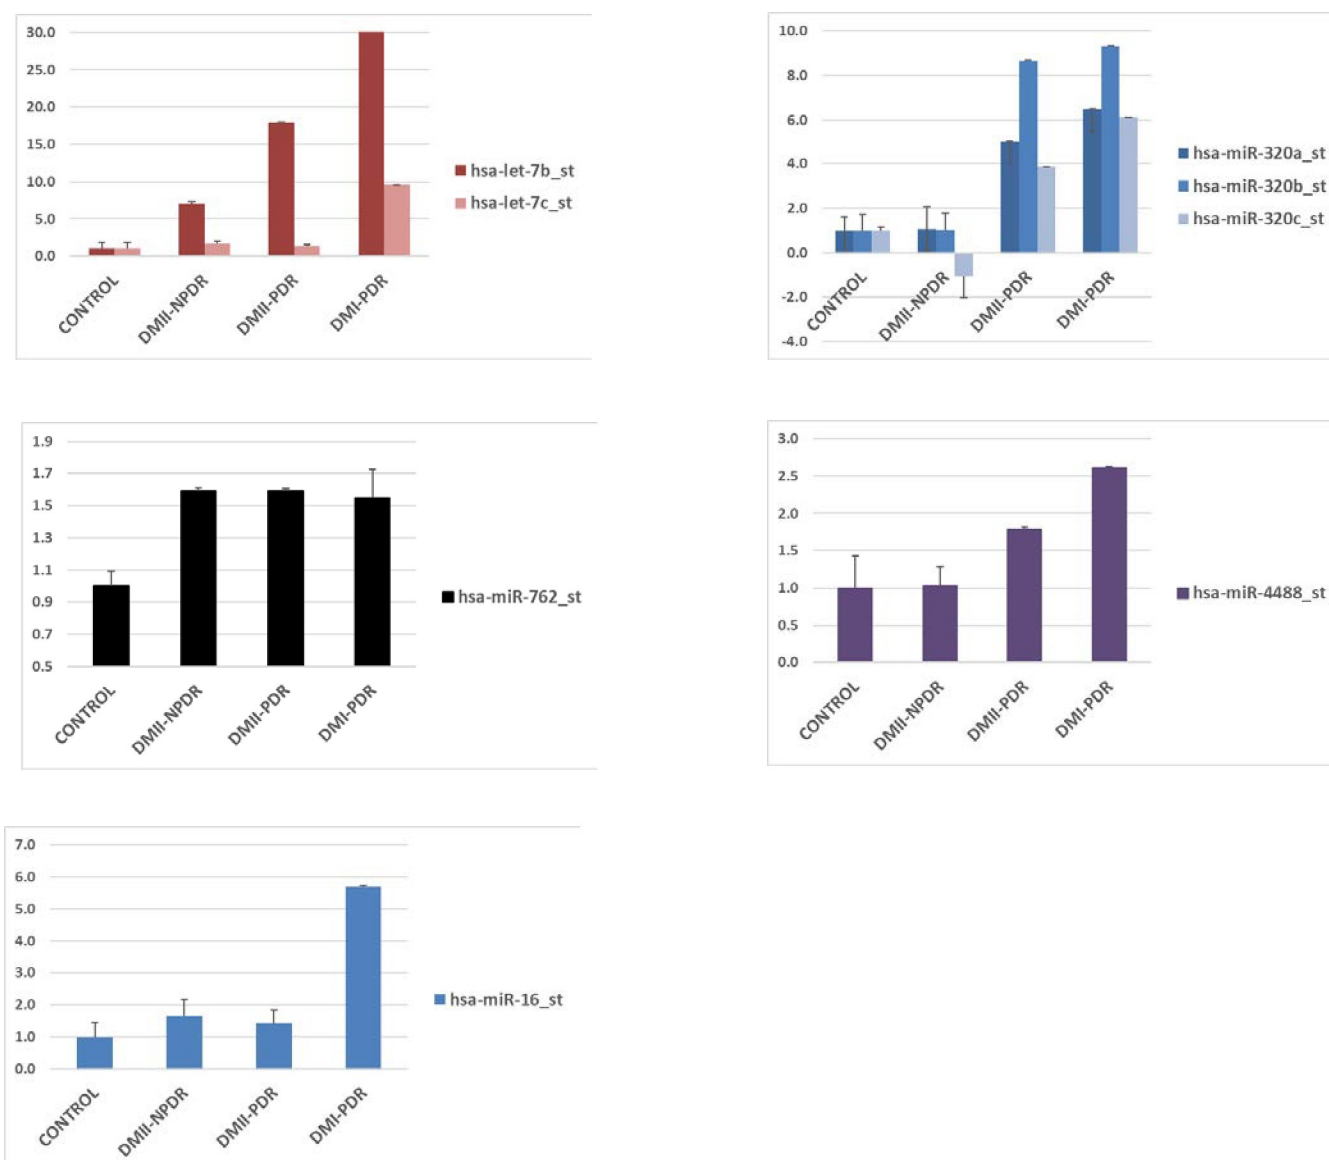 30.0
25.0
20.0
15.0
10.0
5.0
0.0
CONTROL
DMII-NPDR
DMII-PDR
DMI-PDR
hsa-let-7b_st
hsa-let-7c_st
10.0
8.0
6.0
4.0
2.0
0.0
-2.0
-4.0
CONTROL
DMII-NPDR
DMII-PDR
DMI-PDR
hsa-miR-320a_st
hsa-miR-320b_st
hsa-miR-320c_st
1.9
1.7
1.5
1.3
1.1
0.9
0.7
0.5
CONTROL
DMII-NPDR
DMII-PDR
DMI-PDR
hsa-miR-762_st
3.0
2.5
2.0
1.5
1.0
0.5
0.0
CONTROL
DMII-NPDR
DMII-PDR
DMI-PDR
hsa-miR-4488_st
7.0
6.0
5.0
4.0
3.0
2.0
1.0
0.0
CONTROL
DMII-NPDR
DMII-PDR
DMI-PDR
hsa-miR-16_st